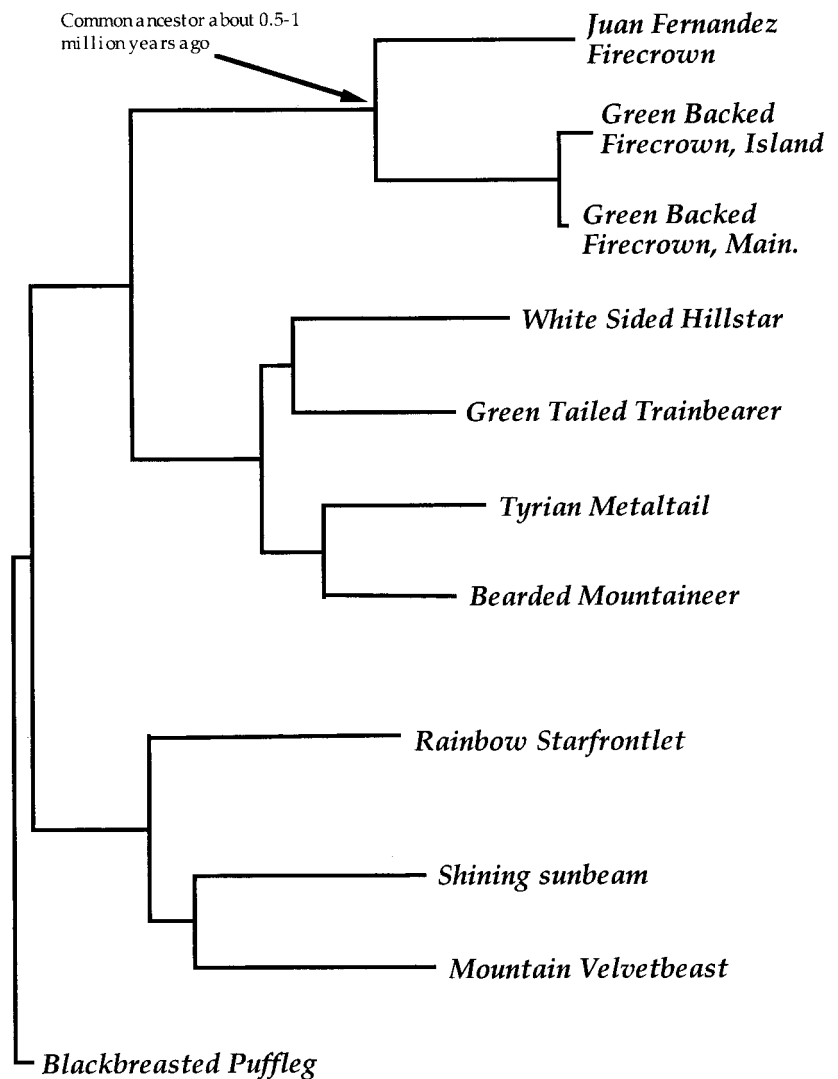 Common ancestor about 0.5-1
million years ago
Juan Fernandez
Firecrown
Green Backed
Firecrown, Island
Green Backed
Firecrown, Main.
White Sided Hillstar
Green Tailed Trainbearer
Tyrian Metaltail
Bearded Mountaineer
Rainbow Starfrontlet
Shining sunbeam
Mountain Velvetbeast
Blackbreasted Puffleg